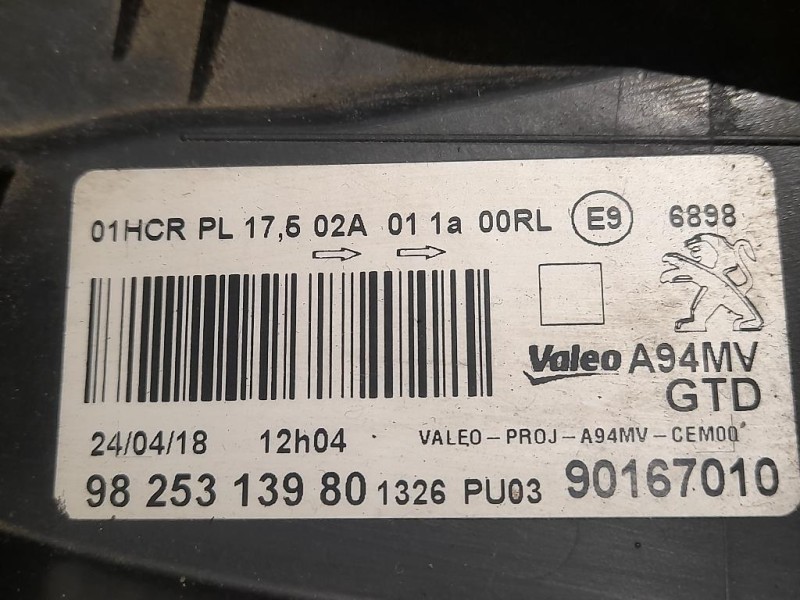 01HCR PL 17,5 02A 01 1a 00RL E9 6898
Valeo A94MV
GTD
24/04/18 12h04 VALEO-PROJ-A94MV-CEM00
98 253 139 80 1326 PU03 90167010